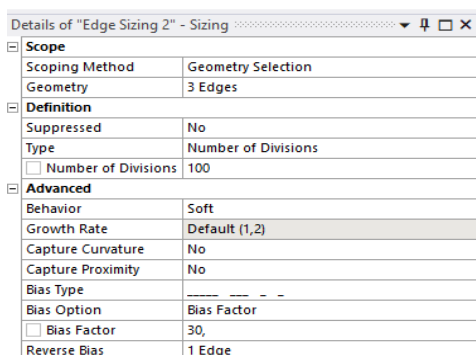 Details of "Edge Sizing 2" - Sizing
Scope
Scoping Method Geometry Selection
Geometry 3 Edges
Definition
Suppressed No
Type Number of Divisions
Number of Divisions 100
Advanced
Behavior Soft
Growth Rate Default (1,2)
Capture Curvature No
Capture Proximity No
Bias Type _____ ___ _ _
Bias Option Bias Factor
Bias Factor 30,
Reverse Bias 1 Edge